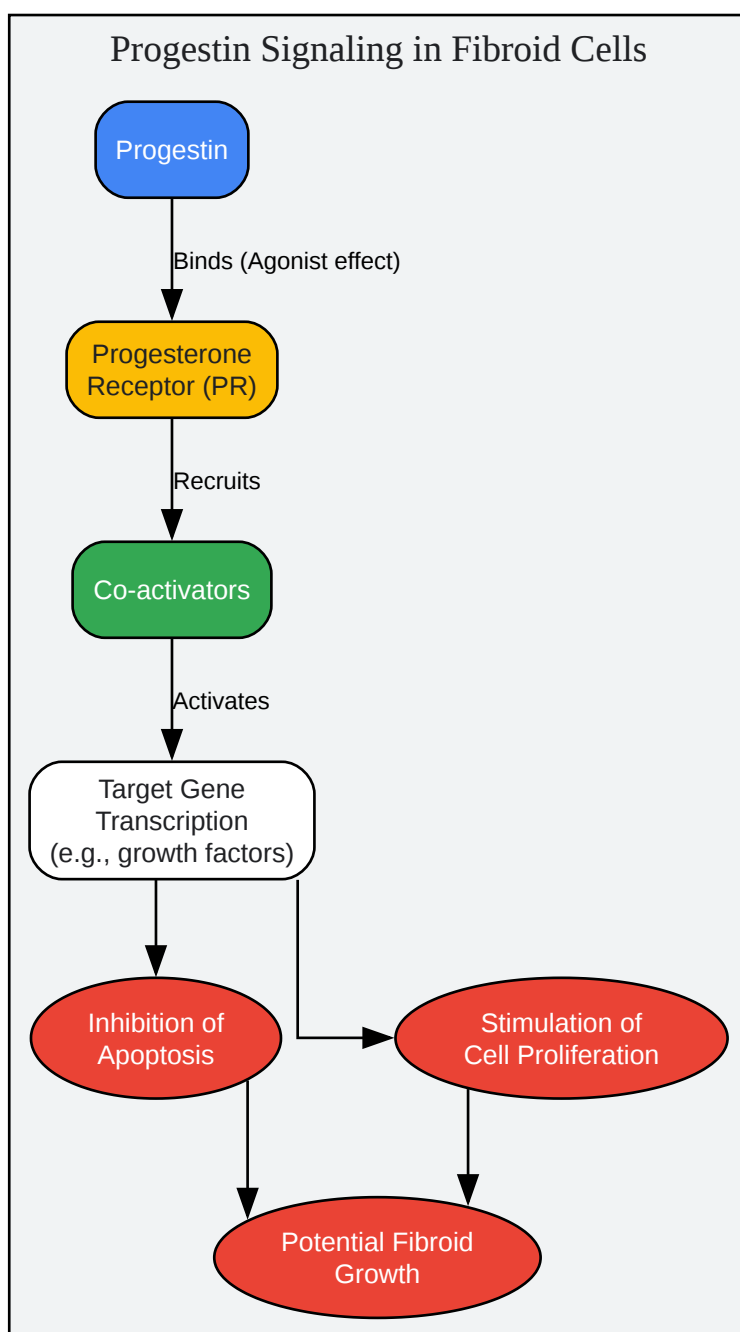 Progestin Signaling in Fibroid Cells
Progestin
Binds (Agonist effect)
Progesterone
Receptor (PR)
Recruits
Co-activators
Activates
Target Gene
Transcription
(e.g., growth factors)
Inhibition of
Apoptosis
Stimulation of
Cell Proliferation
Potential Fibroid
Growth